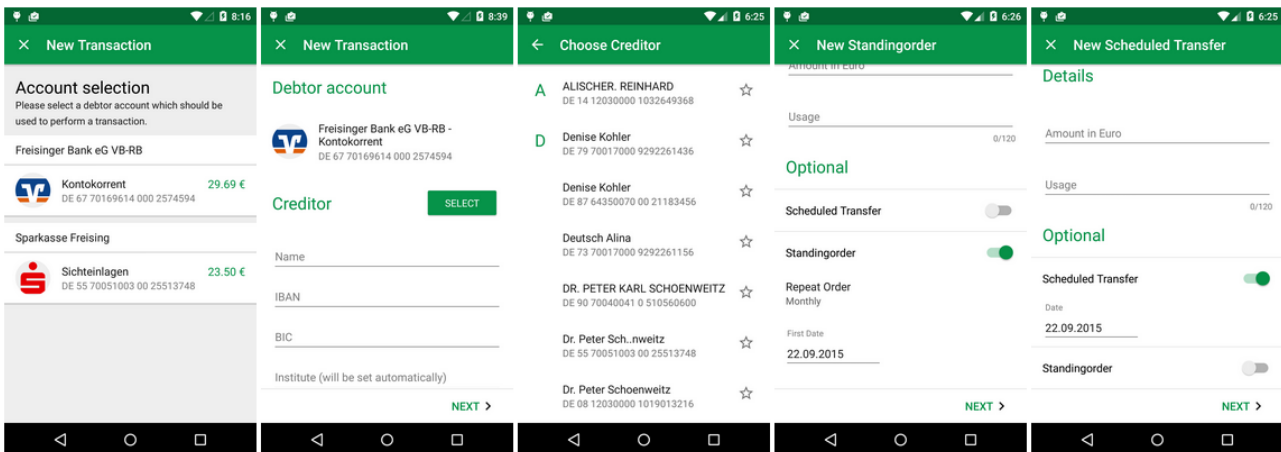 8:16
New Transaction
Account selection
Please select a debtor account which should be
used to perform a transaction.
Freisinger Bank eG VB-RB
Kontokorrent 29.69 €
DE 67 70169614 000 2574594
Sparkasse Freising
Sichteinlagen 23.50 €
DE 55 70051003 00 25513748
8:39
New Transaction
Debtor account
Freisinger Bank eG VB-RB -
Kontokorrent
DE 67 70169614 000 2574594
Creditor SELECT
Name
IBAN
BIC
Institute (will be set automatically)
NEXT
6:25
Choose Creditor
A ALISCHER. REINHARD
DE 14 12030000 1032649368
D Denise Kohler
DE 79 70017000 9292261436
Denise Kohler
DE 87 64350070 00 21183456
Deutsch Alina
DE 73 70017000 9292261156
DR. PETER KARL SCHOENWEITZ
DE 90 70040041 0 510560600
Dr. Peter Sch..nweitz
DE 55 70051003 00 25513748
Dr. Peter Schoenweitz
DE 08 12030000 1019013216
6:26
New Standingorder
Amount in Euro
Usage
0/120
Optional
Scheduled Transfer
Standingorder
Repeat Order
Monthly
First Date
22.09.2015
NEXT
6:25
New Scheduled Transfer
Details
Amount in Euro
Usage
0/120
Optional
Scheduled Transfer
Date
22.09.2015
Standingorder
NEXT